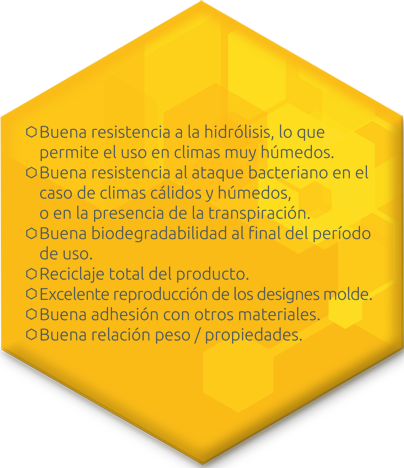 Buena resistencia a la hidrólisis, lo que
permite el uso en climas muy húmedos.
Buena resistencia al ataque bacteriano en el
caso de climas cálidos y húmedos,
o en la presencia de la transpiración.
Buena biodegradabilidad al final del período
de uso.
Reciclaje total del producto.
Excelente reproducción de los designes molde.
Buena adhesión con otros materiales.
Buena relación peso / propiedades.